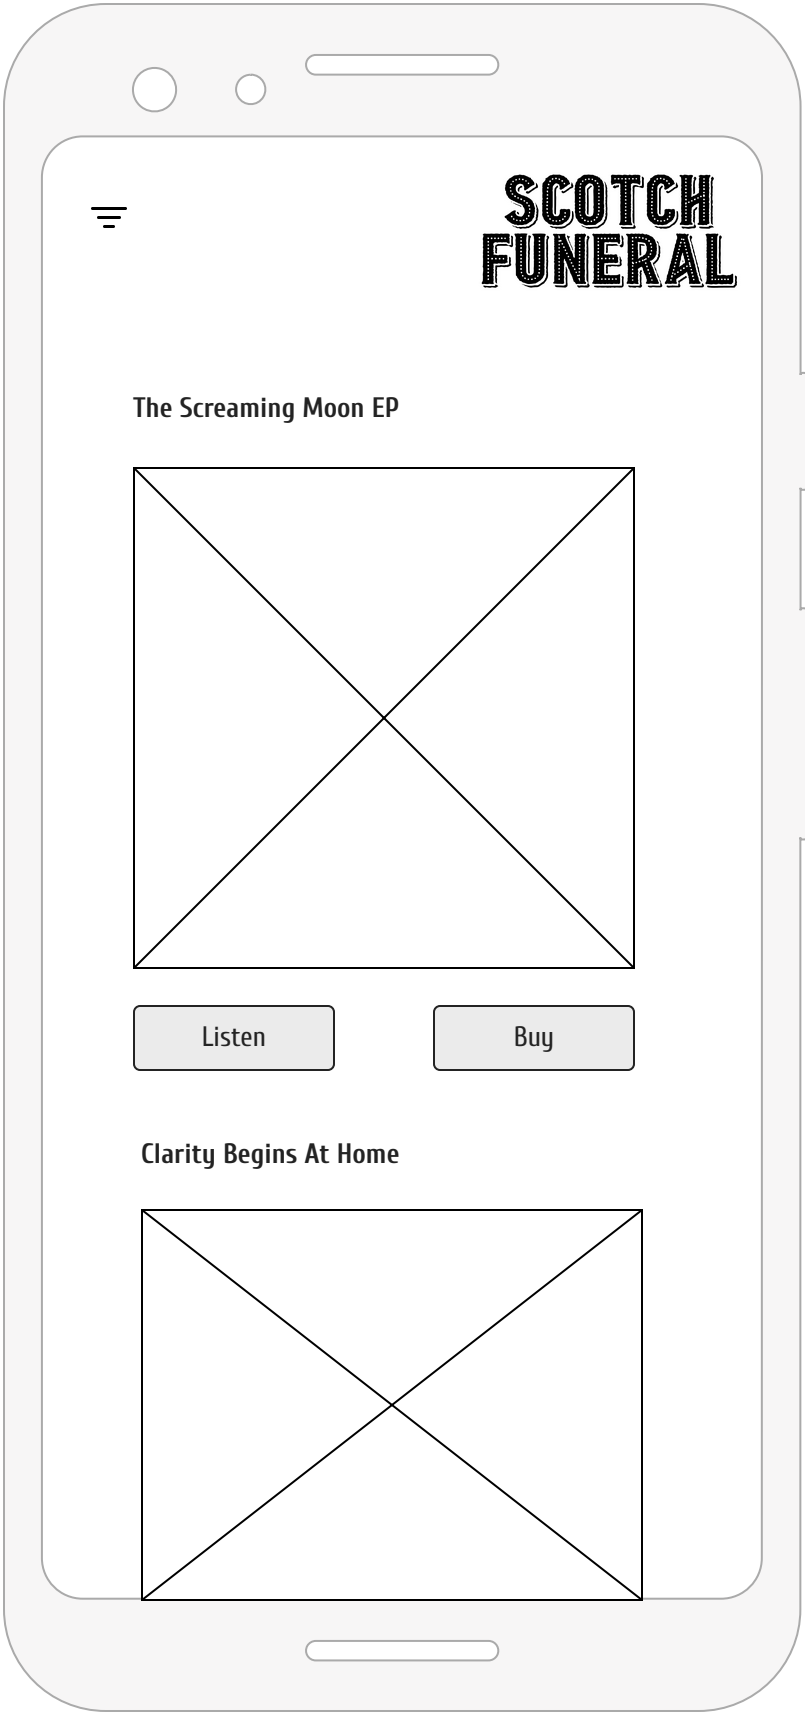 SCOTCH
FUNERAL
The Screaming Moon EP
Listen
Buy
Clarity Begins At Home